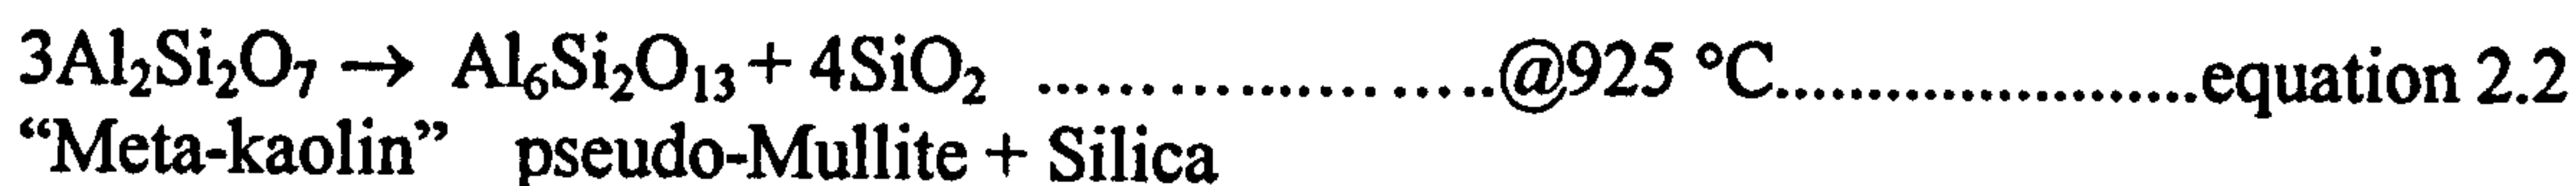 3Al₂Si₂O₇ → Al₆Si₂O₁₃ + 4SiO₂ ........................@925 °C........................equation 2.2
“Meta-kaolin” pseudo-Mullite + Silica